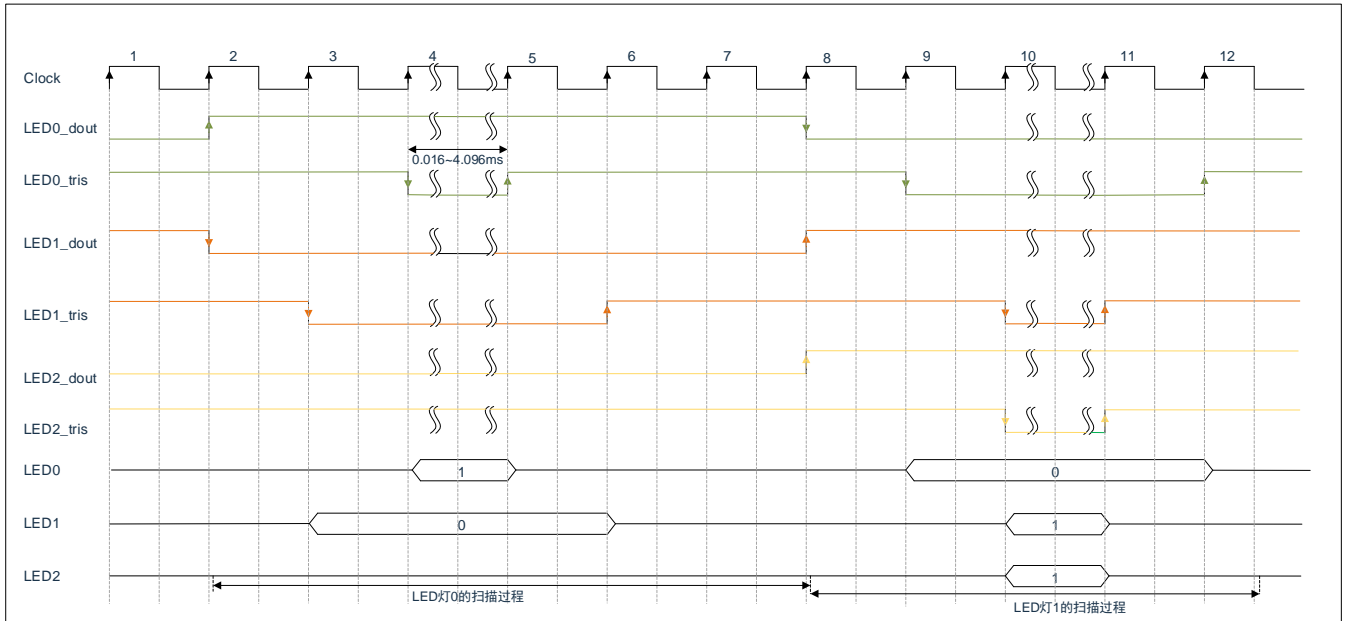 1 2 3 4 5 6 7 8 9 10 11 12
Clock
LED0_dout
0.016~4.096ms
LED0_tris
LED1_dout
LED1_tris
LED2_dout
LED2_tris
LED0 1 0
LED1 0 1
LED2 1
LED灯0的扫描过程
LED灯1的扫描过程